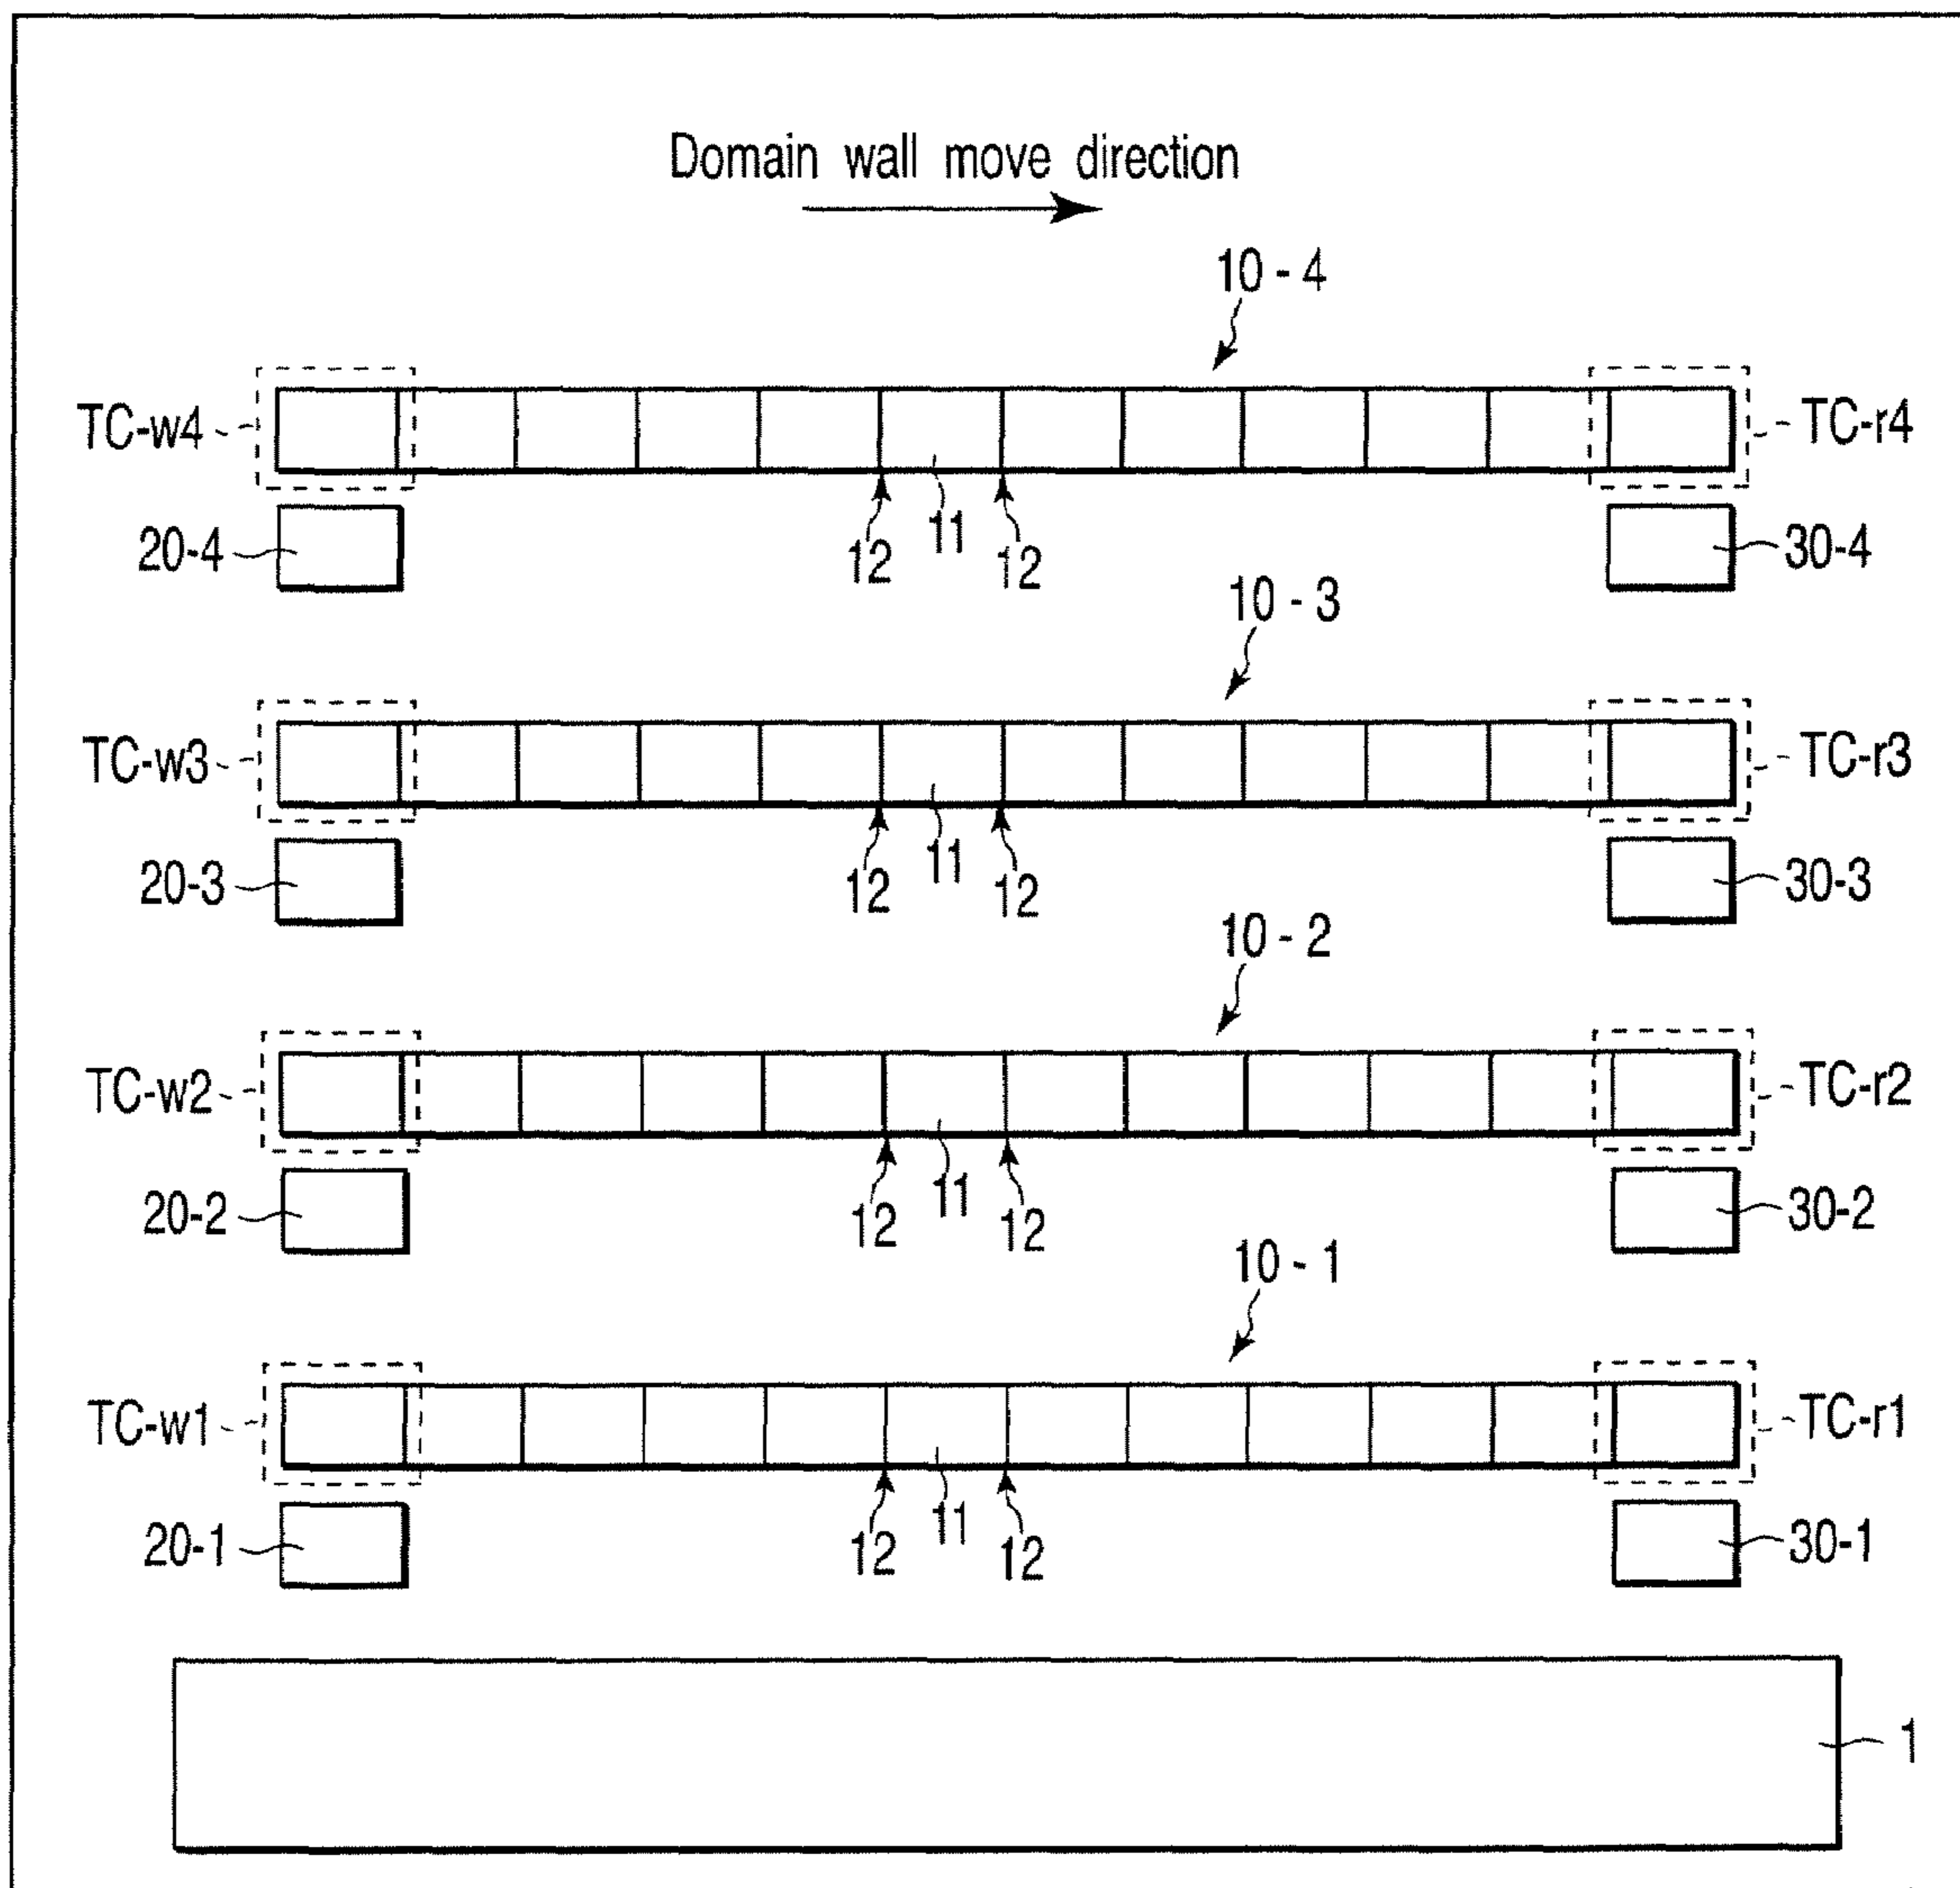 Domain wall move direction
10 - 4
TC-w4
TC-r4
11
12
12
20-4
30-4
10 - 3
TC-w3
TC-r3
11
12
12
20-3
30-3
10 - 2
TC-w2
TC-r2
11
12
12
20-2
30-2
10 - 1
TC-w1
TC-r1
11
12
12
20-1
30-1
1